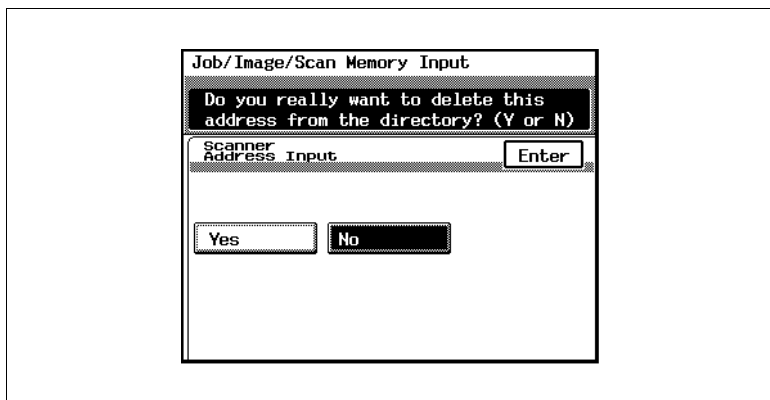 Job/Image/Scan Memory Input
Do you really want to delete this
address from the directory? (Y or N)
Scanner
Address Input
Enter
Yes
No